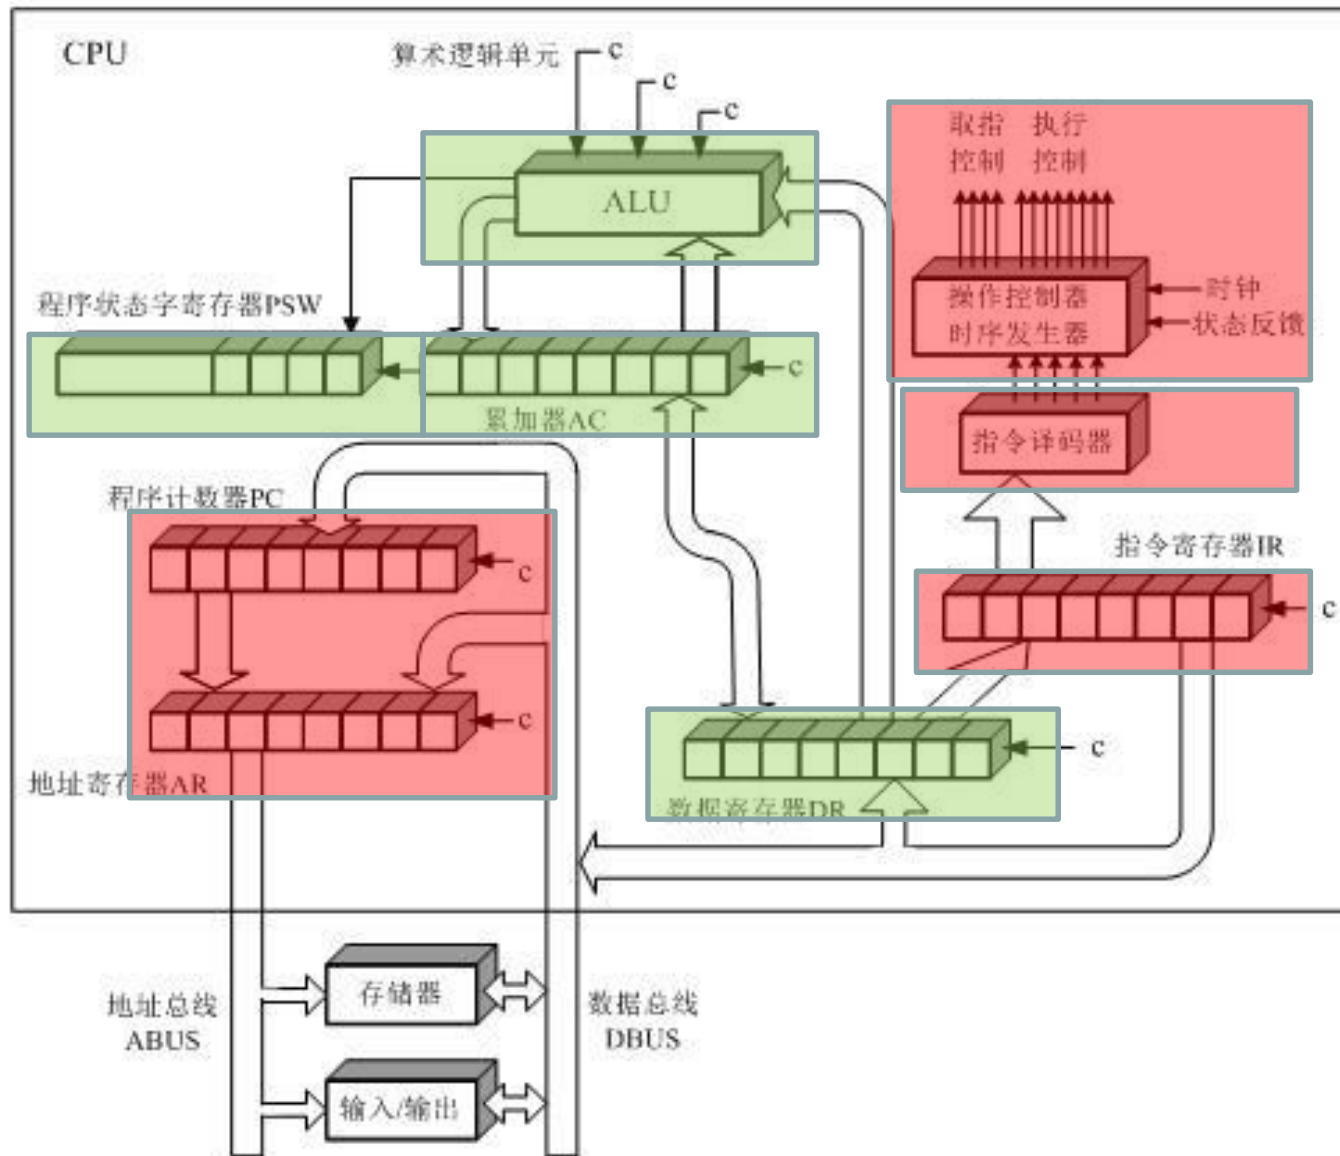 CPU
算术逻辑单元
c
c
c
取指 执行
控制 控制
ALU
操作控制器
时序发生器
时钟
状态反馈
程序状态字寄存器PSW
c
累加器AC
指令译码器
程序计数器PC
c
指令寄存器IR
c
c
地址寄存器AR
c
数据寄存器DR
存储器
地址总线
ABUS
数据总线
DBUS
输入/输出